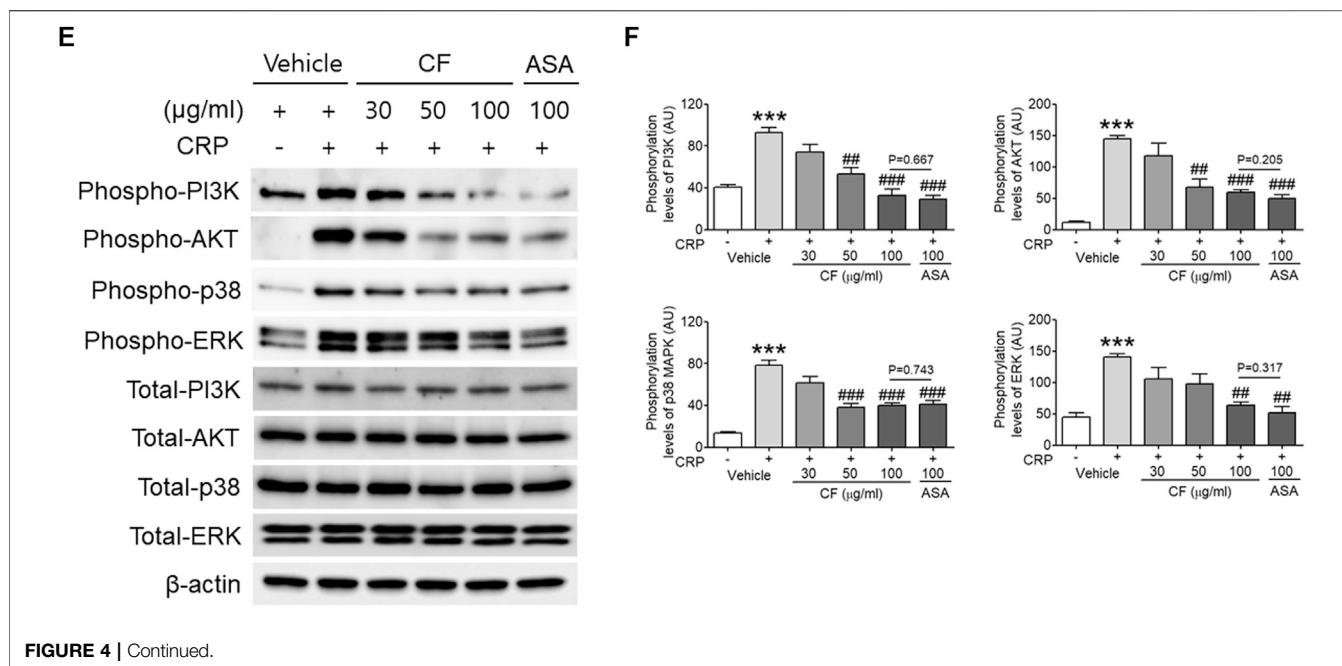 E
Vehicle CF ASA
(μg/ml) + + 30 50 100 100
CRP - + + + + +
Phospho-PI3K
Phospho-AKT
Phospho-p38
Phospho-ERK
Total-PI3K
Total-AKT
Total-p38
Total-ERK
β-actin
F
Phosphorylation
levels of PI3K (AU)
120
80
40
0
***
##
###
P=0.667
###
CRP - + + + + +
30 50 100 100
Vehicle CF (μg/ml) ASA
Phosphorylation
levels of AKT (AU)
200
150
100
50
0
***
##
###
P=0.205
###
CRP - + + + + +
30 50 100 100
Vehicle CF (μg/ml) ASA
Phosphorylation
levels of p38 MAPK (AU)
120
80
40
0
***
###
###
P=0.743
###
CRP - + + + + +
30 50 100 100
Vehicle CF (μg/ml) ASA
Phosphorylation
levels of ERK (AU)
200
150
100
50
0
***
##
P=0.317
##
CRP - + + + + +
30 50 100 100
Vehicle CF (μg/ml) ASA
FIGURE 4 | Continued.